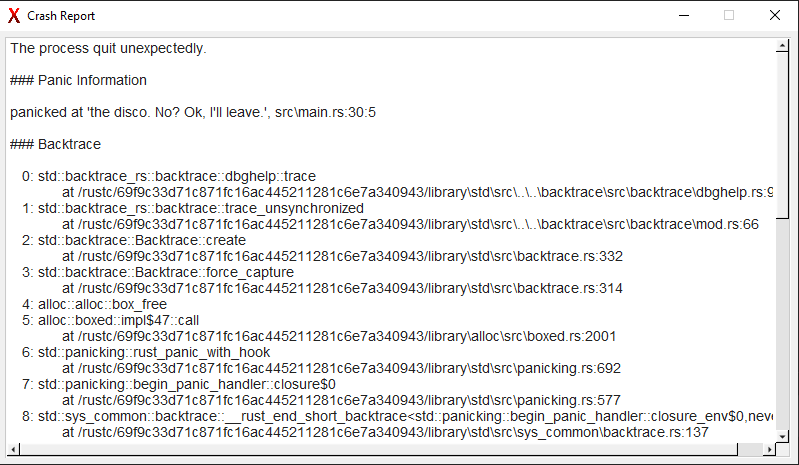 Crash Report
The process quit unexpectedly.
### Panic Information
panicked at 'the disco. No? Ok, I'll leave.', src\main.rs:30:5
### Backtrace
0: std::backtrace_rs::backtrace::dbghelp::trace
at /rustc/69f9c33d71c871fc16ac445211281c6e7a340943/library\std\src\..\..\backtrace\src\backtrace\dbghelp.rs:9
1: std::backtrace_rs::backtrace::trace_unsynchronized
at /rustc/69f9c33d71c871fc16ac445211281c6e7a340943/library\std\src\..\..\backtrace\src\backtrace\mod.rs:66
2: std::backtrace::Backtrace::create
at /rustc/69f9c33d71c871fc16ac445211281c6e7a340943/library\std\src\backtrace.rs:332
3: std::backtrace::Backtrace::force_capture
at /rustc/69f9c33d71c871fc16ac445211281c6e7a340943/library\std\src\backtrace.rs:314
4: alloc::alloc::box_free
5: alloc::boxed::impl$47::call
at /rustc/69f9c33d71c871fc16ac445211281c6e7a340943/library\alloc\src\boxed.rs:2001
6: std::panicking::rust_panic_with_hook
at /rustc/69f9c33d71c871fc16ac445211281c6e7a340943/library\std\src\panicking.rs:692
7: std::panicking::begin_panic_handler::closure$0
at /rustc/69f9c33d71c871fc16ac445211281c6e7a340943/library\std\src\panicking.rs:577
8: std::sys_common::backtrace::__rust_end_short_backtrace<std::panicking::begin_panic_handler::closure_env$0,neve
at /rustc/69f9c33d71c871fc16ac445211281c6e7a340943/library\std\src\sys_common\backtrace.rs:137